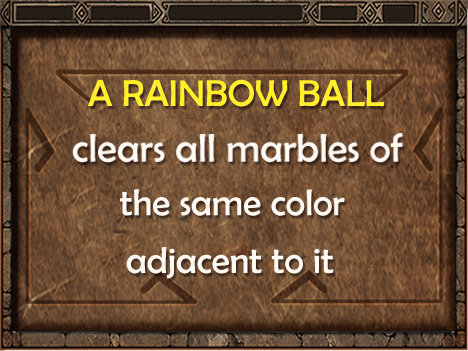 A RAINBOW BALL
clears all marbles of
the same color
adjacent to it